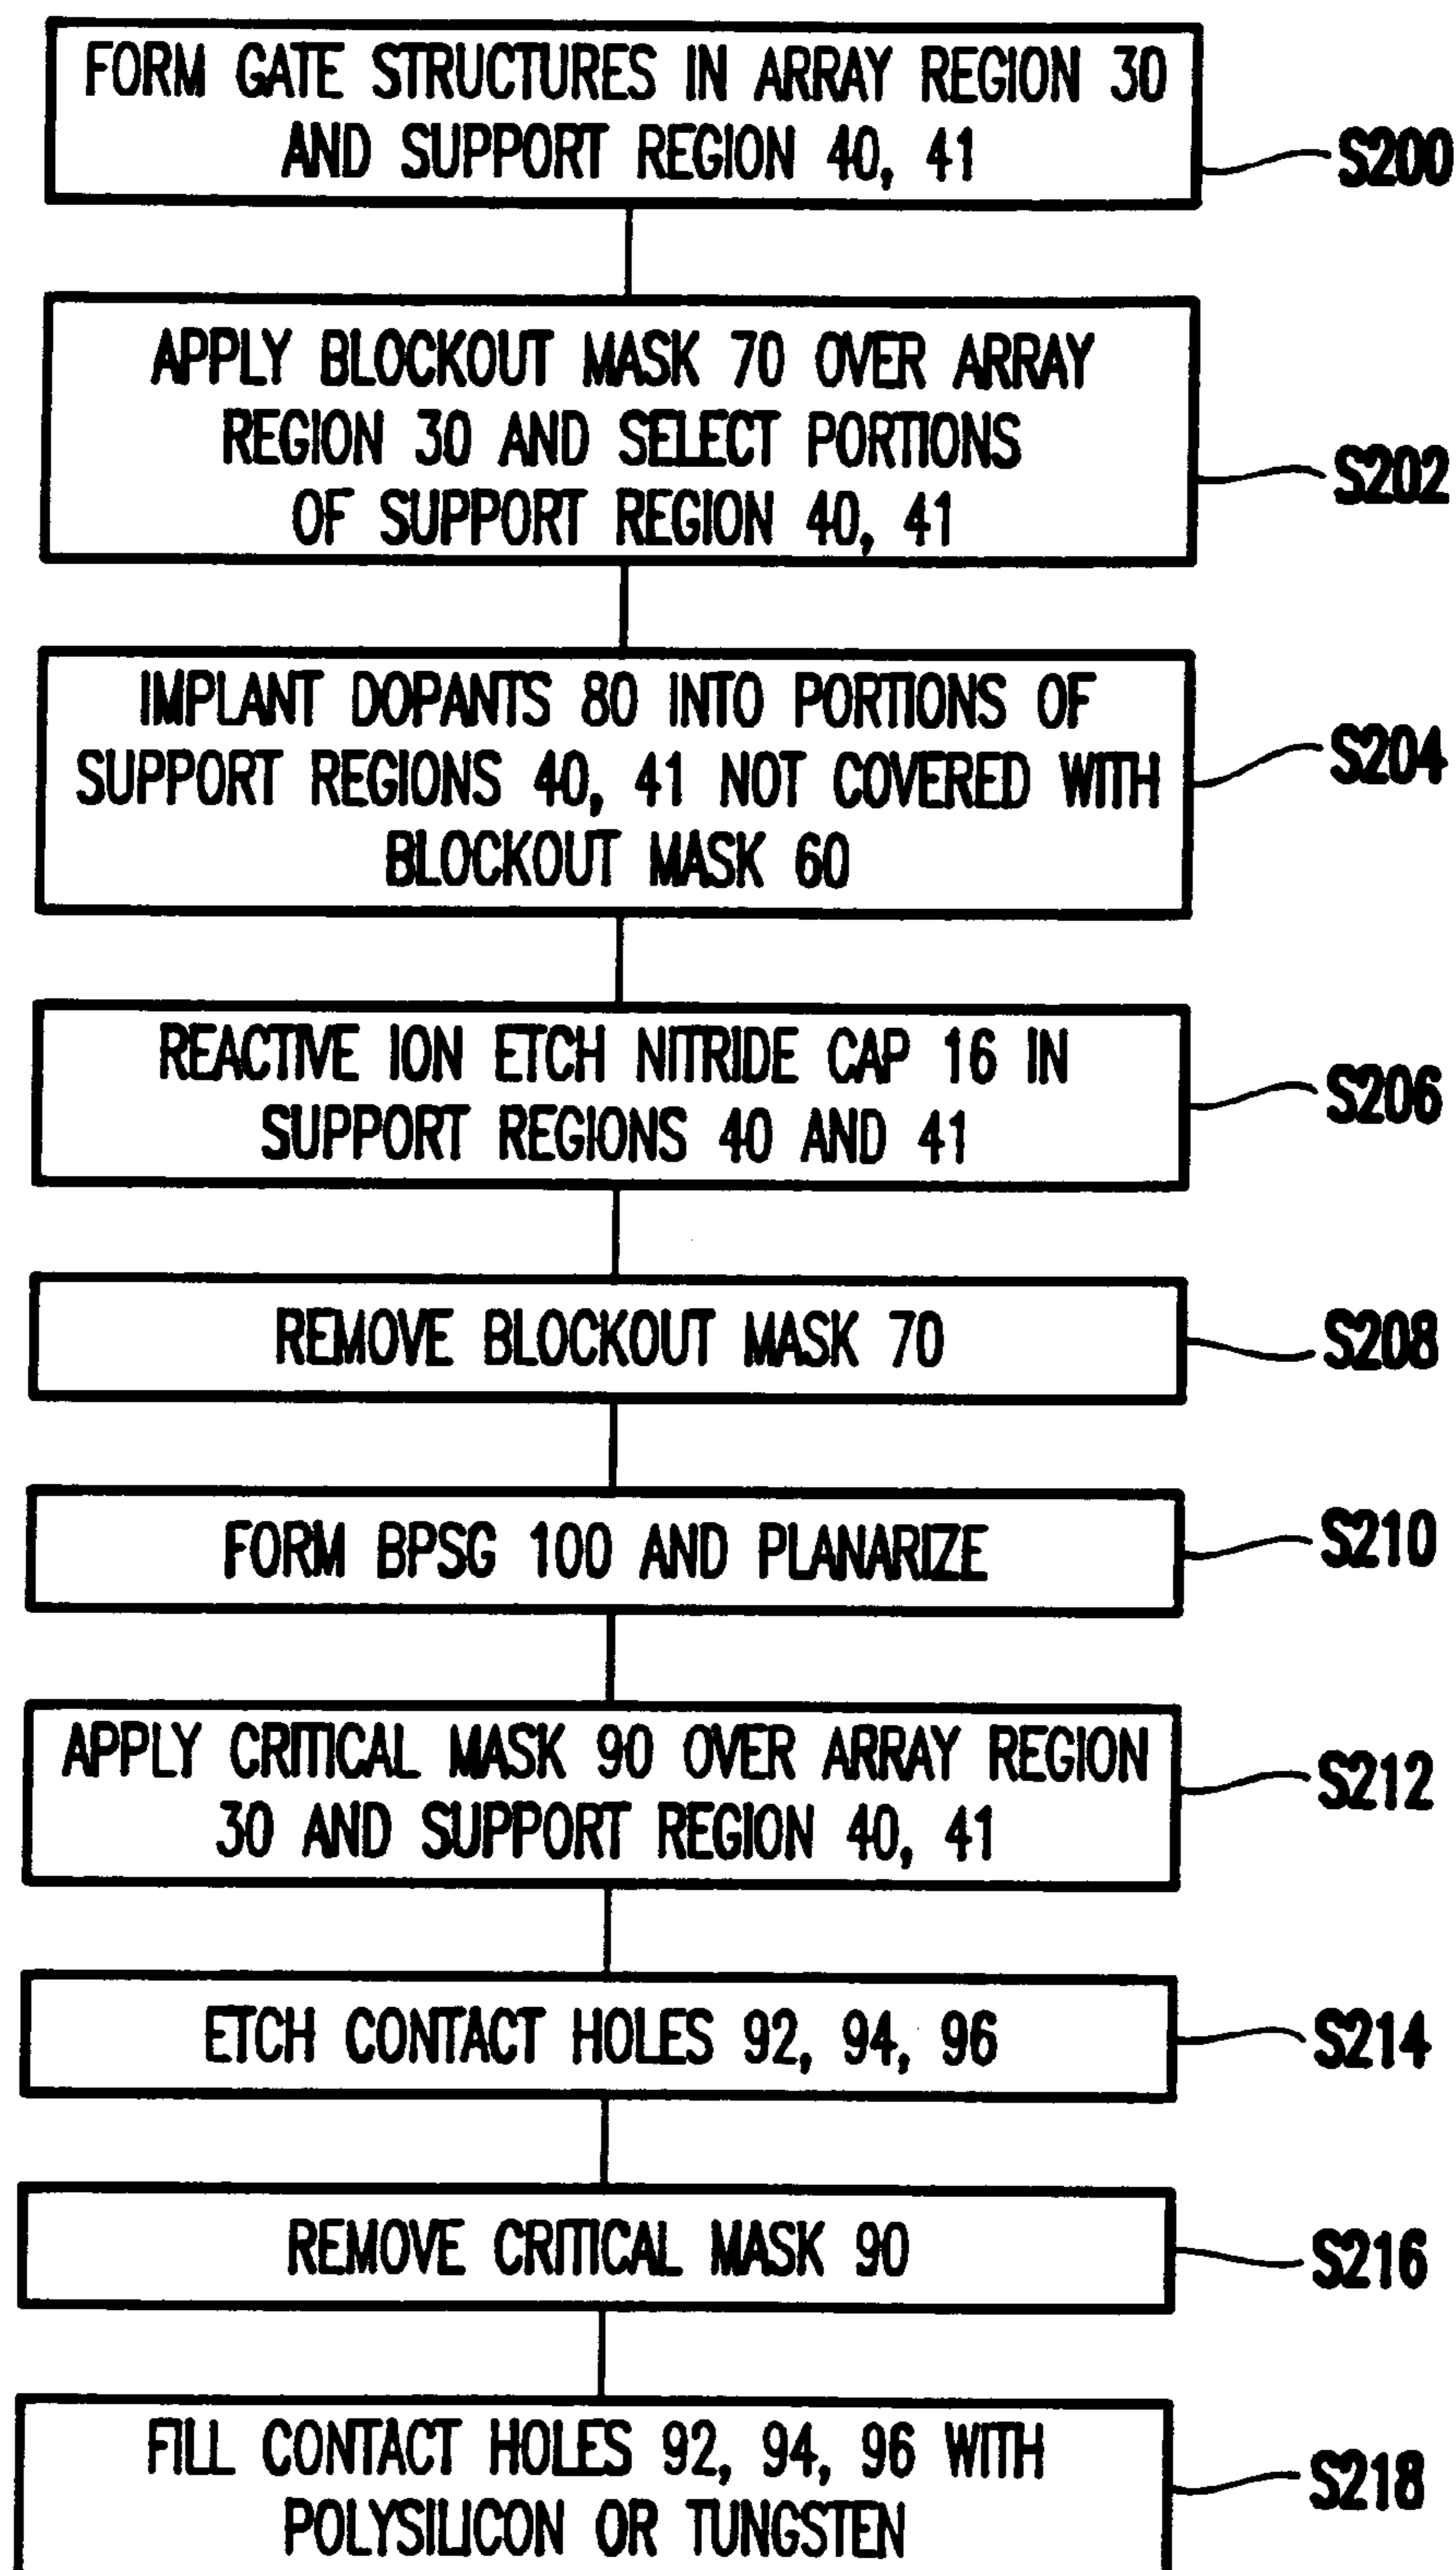 FORM GATE STRUCTURES IN ARRAY REGION 30
AND SUPPORT REGION 40, 41
S200
APPLY BLOCKOUT MASK 70 OVER ARRAY
REGION 30 AND SELECT PORTIONS
OF SUPPORT REGION 40, 41
S202
IMPLANT DOPANTS 80 INTO PORTIONS OF
SUPPORT REGIONS 40, 41 NOT COVERED WITH
BLOCKOUT MASK 60
S204
REACTIVE ION ETCH NITRIDE CAP 16 IN
SUPPORT REGIONS 40 AND 41
S206
REMOVE BLOCKOUT MASK 70
S208
FORM BPSG 100 AND PLANARIZE
S210
APPLY CRITICAL MASK 90 OVER ARRAY REGION
30 AND SUPPORT REGION 40, 41
S212
ETCH CONTACT HOLES 92, 94, 96
S214
REMOVE CRITICAL MASK 90
S216
FILL CONTACT HOLES 92, 94, 96 WITH
POLYSILICON OR TUNGSTEN
S218